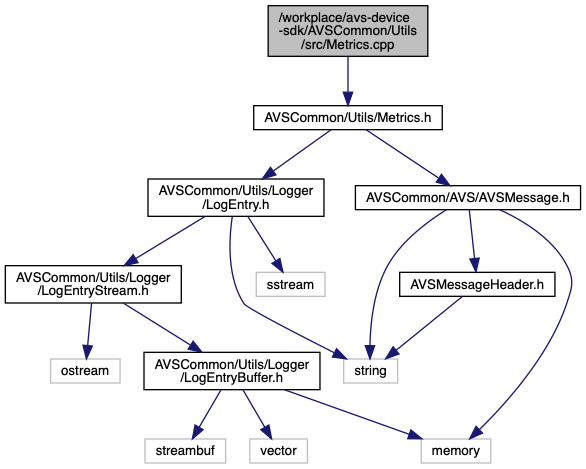 /workplace/avs-device
-sdk/AVSCommon/Utils
/src/Metrics.cpp
AVSCommon/Utils/Metrics.h
AVSCommon/Utils/Logger
/LogEntry.h
AVSCommon/AVS/AVSMessage.h
AVSCommon/Utils/Logger
/LogEntryStream.h
sstream
AVSMessageHeader.h
ostream
AVSCommon/Utils/Logger
/LogEntryBuffer.h
string
streambuf
vector
memory